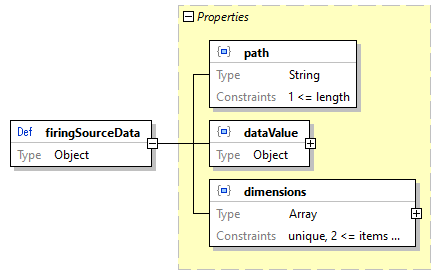 Properties
path
Type String
Constraints 1 <= length
Def firingSourceData
Type Object
dataValue
Type Object
dimensions
Type Array
Constraints unique, 2 <= items ...